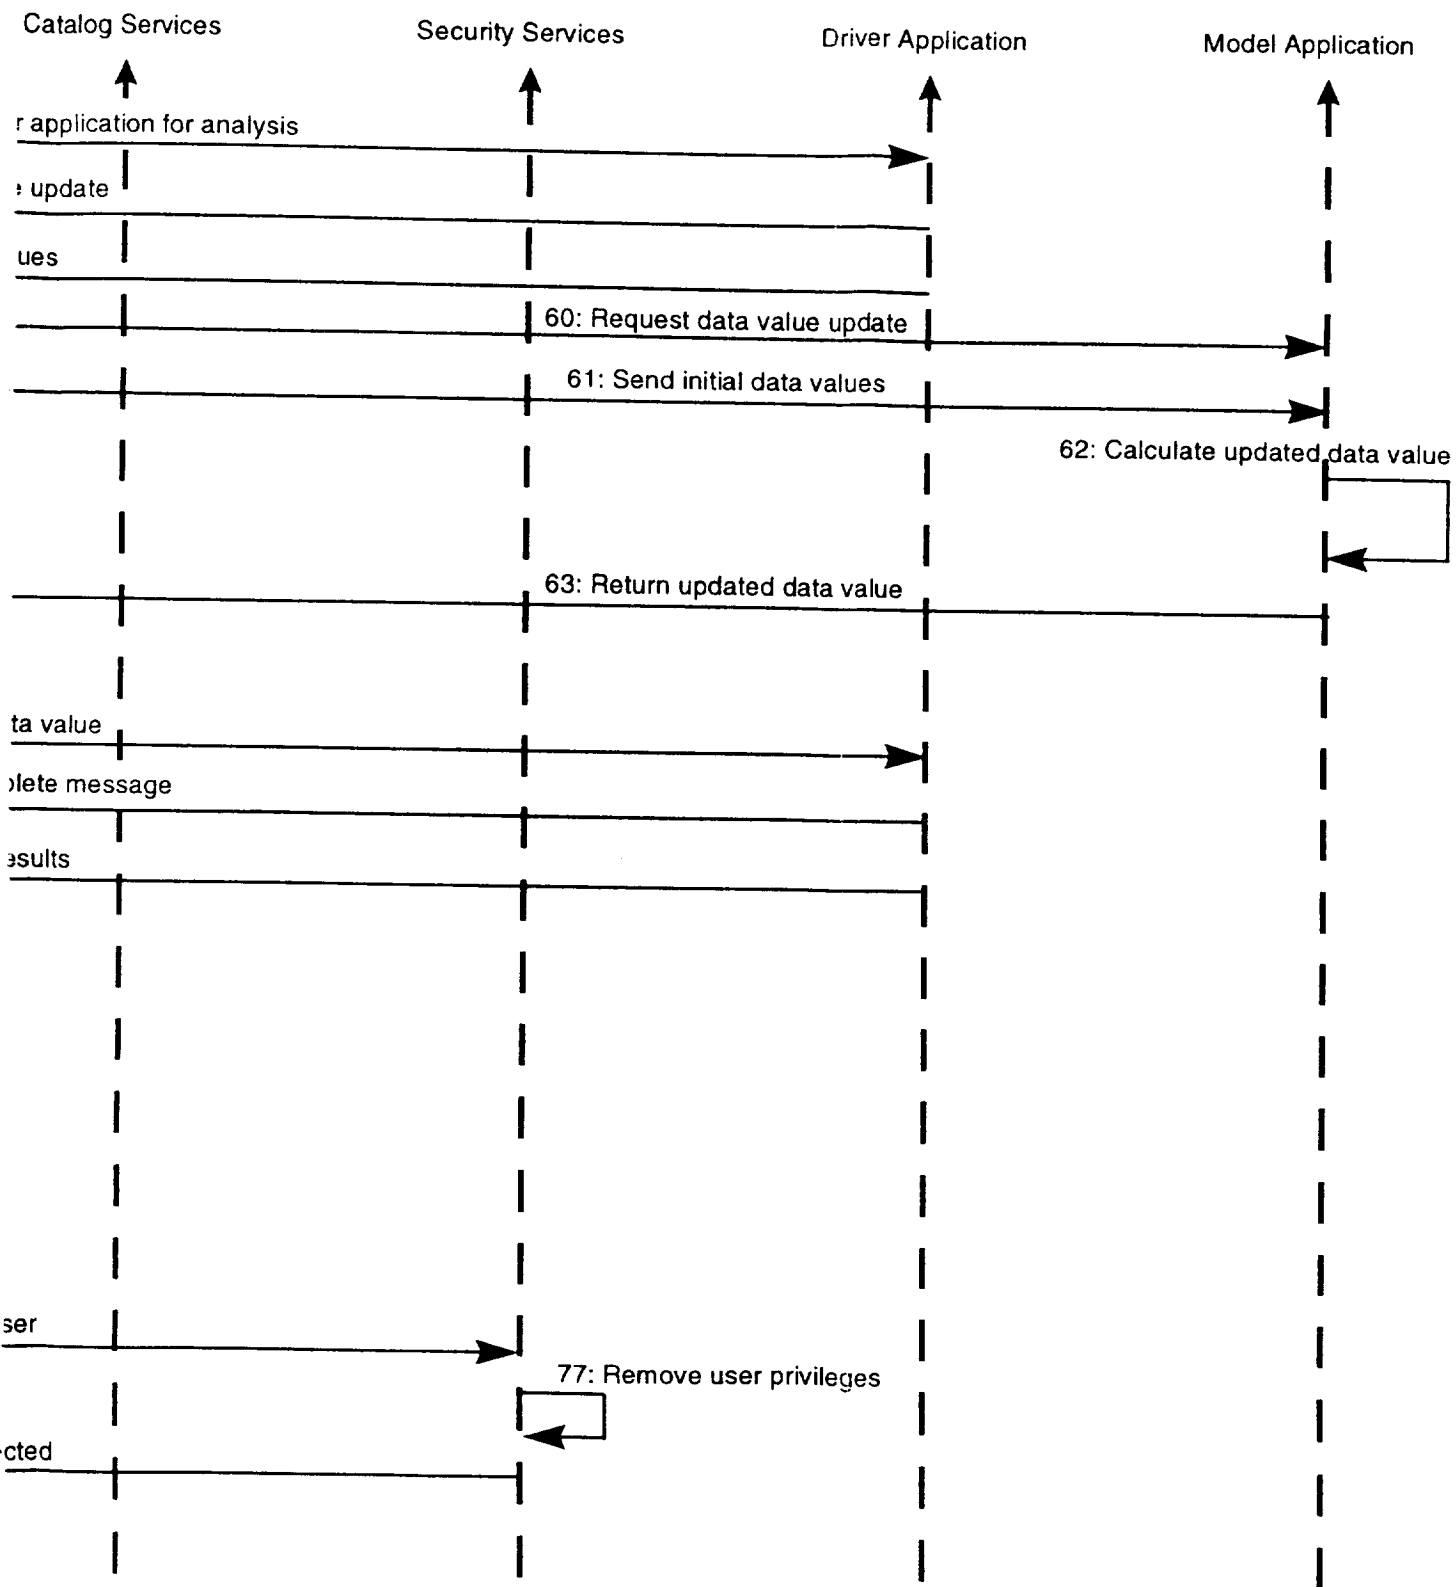 Catalog Services
Security Services
Driver Application
Model Application
r application for analysis
update
ues
60: Request data value update
61: Send initial data values
62: Calculate updated data value
63: Return updated data value
ta value
lete message
sults
ser
77: Remove user privileges
cted